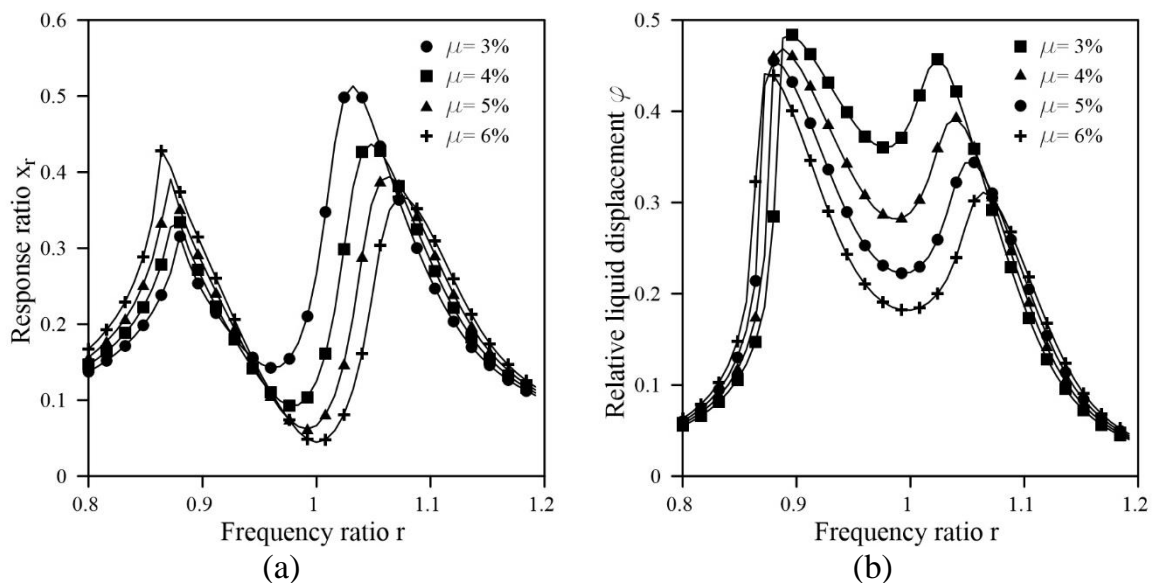 Response ratio x_r
0.6
0.5
0.4
0.3
0.2
0.1
0
μ= 3%
μ= 4%
μ= 5%
μ= 6%
0.8 0.9 1 1.1 1.2
Frequency ratio r
(a)
Relative liquid displacement φ
0.5
0.4
0.3
0.2
0.1
0
μ= 3%
μ= 4%
μ= 5%
μ= 6%
0.8 0.9 1 1.1 1.2
Frequency ratio r
(b)